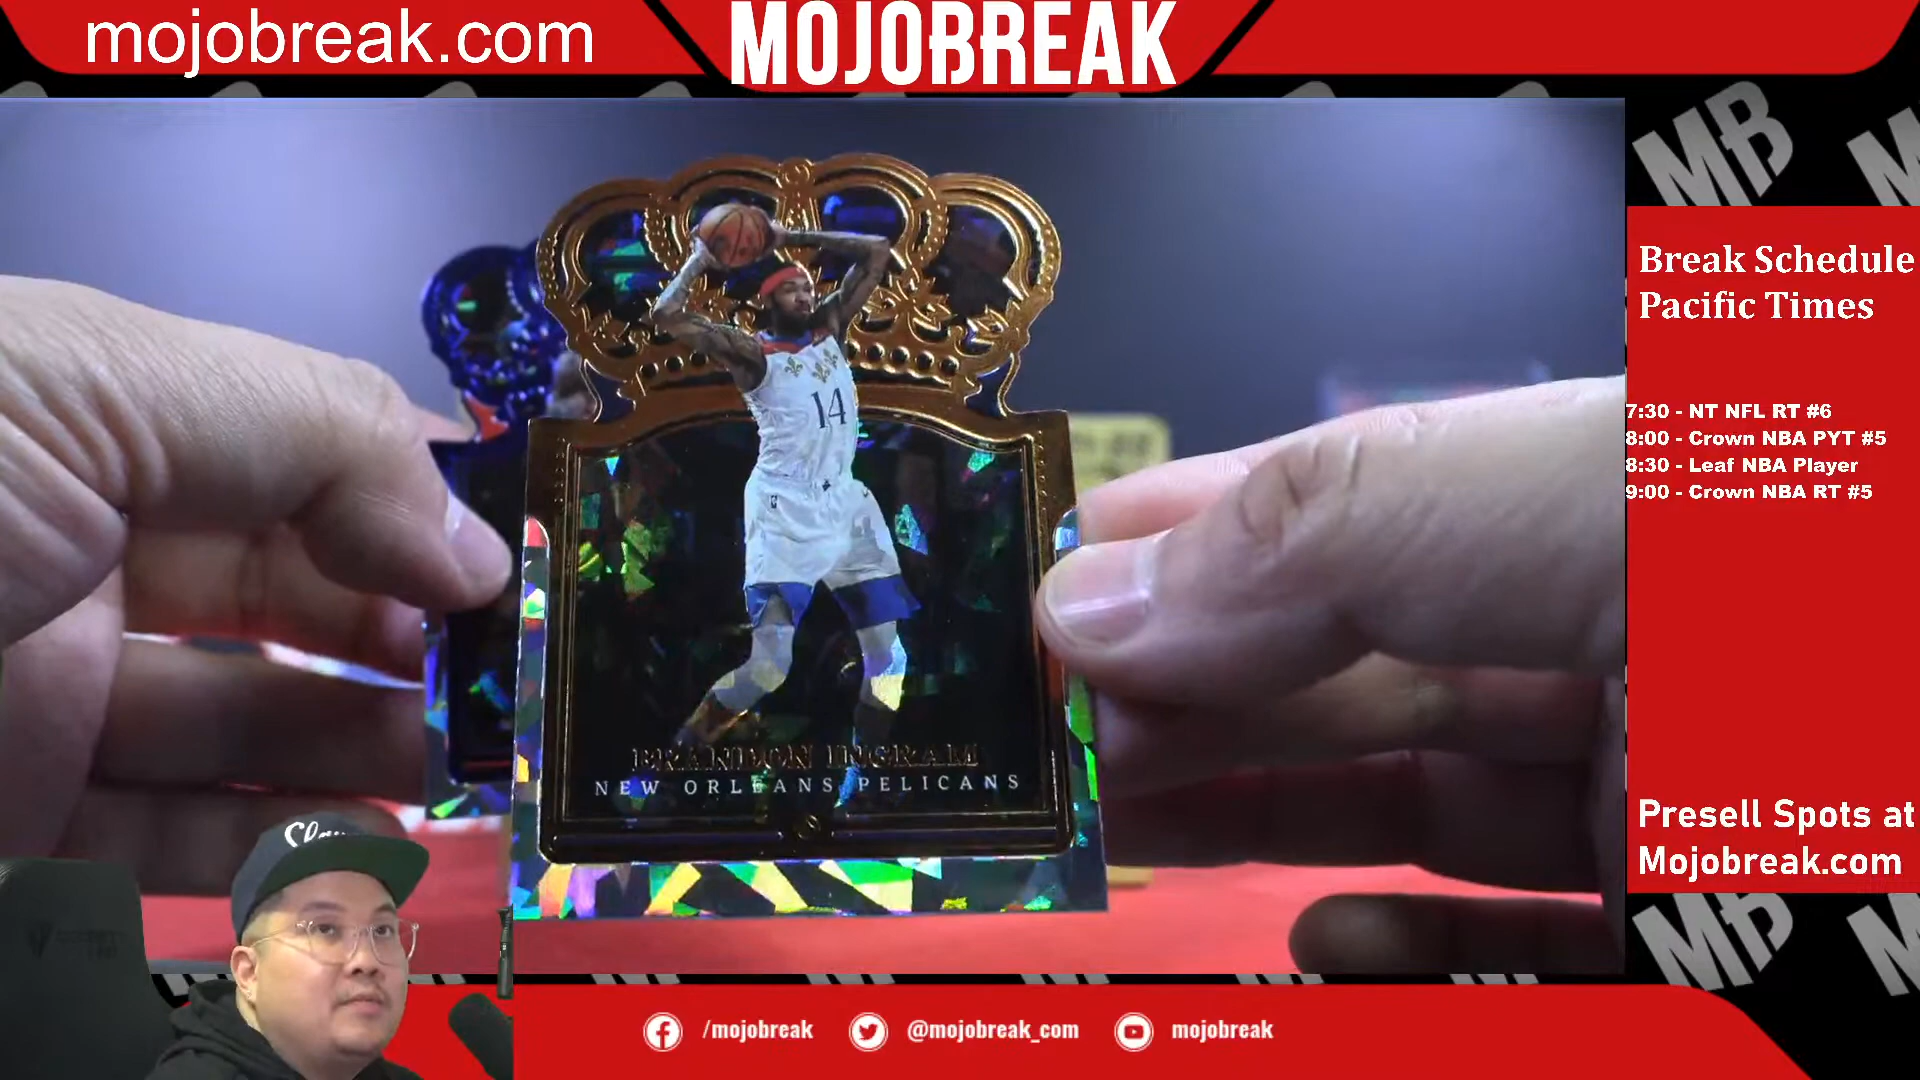 mojobreak.com
MOJOBREAK
MB
Break Schedule
Pacific Times
7:30 - NT NFL RT #6
8:00 - Crown NBA PYT #5
8:30 - Leaf NBA Player
9:00 - Crown NBA RT #5
14
BRANDON INGRAM
NEW ORLEANS PELICANS
Presell Spots at
Mojobreak.com
MB
/mojobreak
@mojobreak_com
mojobreak